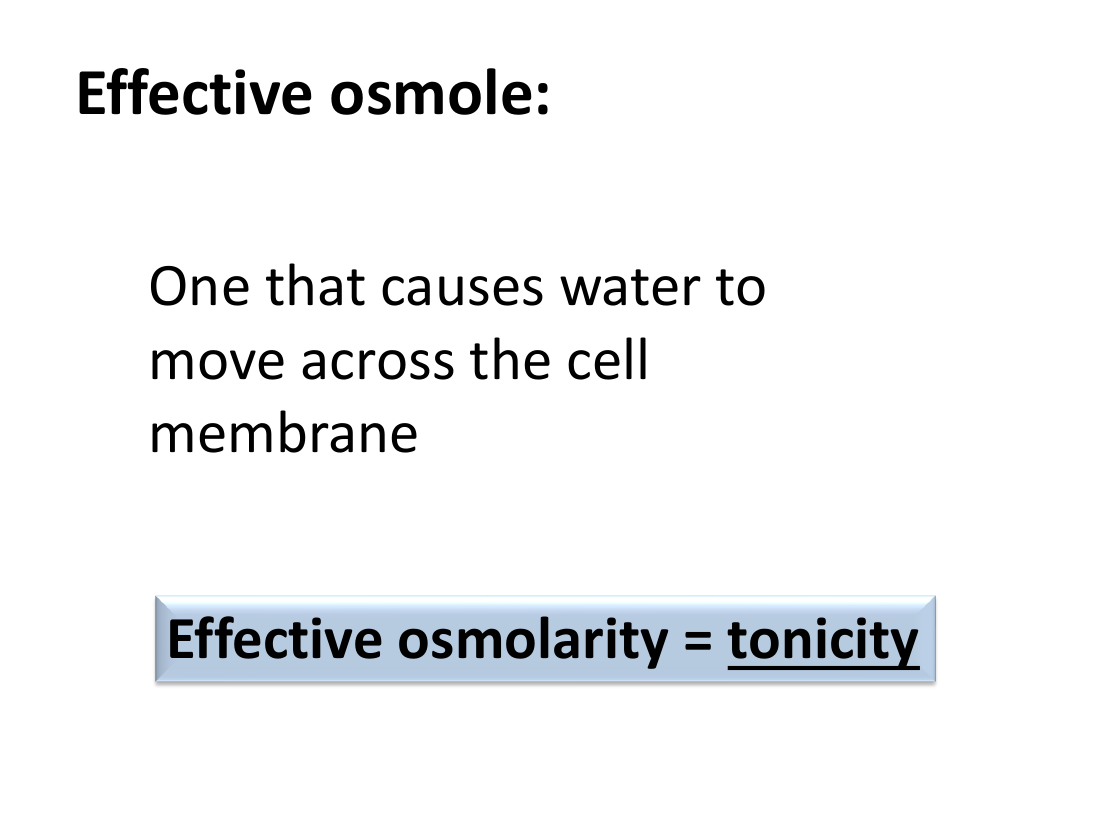 Effective osmole:
One that causes water to
move across the cell
membrane
Effective osmolarity = tonicity